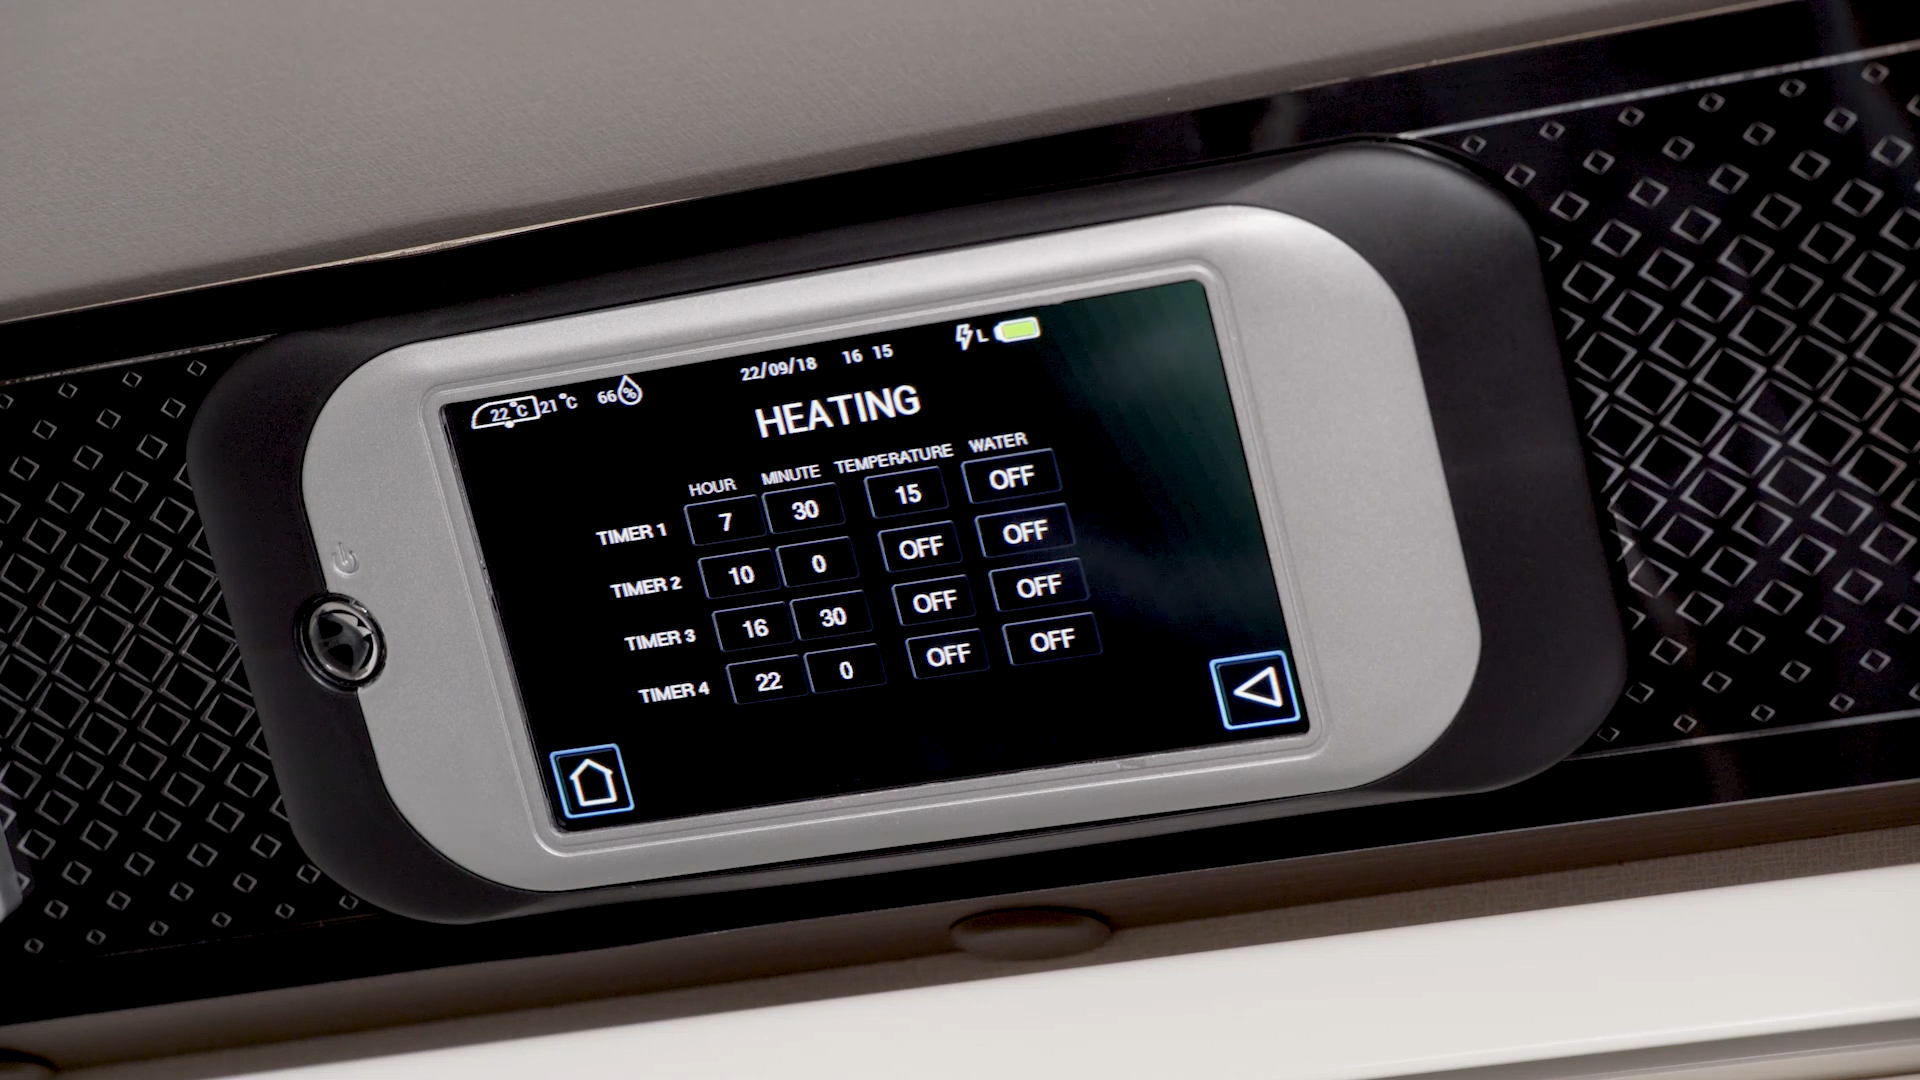 22°C 21°C 66% 22/09/18 16 15 L
HEATING
HOUR MINUTE TEMPERATURE WATER
TIMER 1 7 30 15 OFF
TIMER 2 10 0 OFF OFF
TIMER 3 16 30 OFF OFF
TIMER 4 22 0 OFF OFF